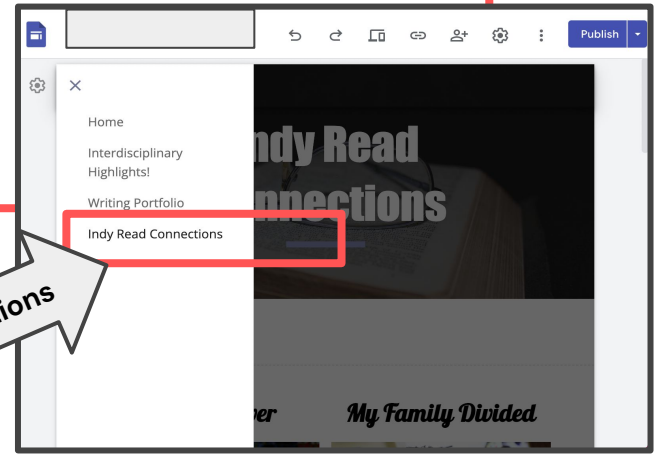 Publish
Home
Interdisciplinary
Highlights!
Writing Portfolio
Indy Read Connections
ndy Read
nnections
ions
My Family Divided